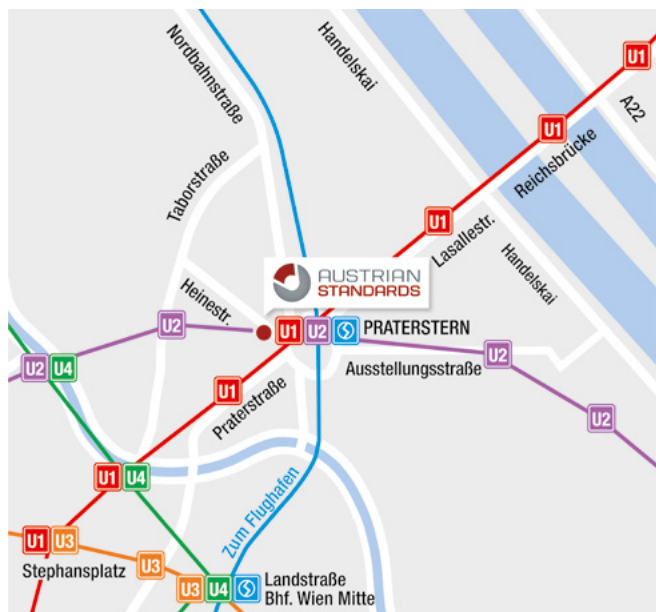 U1
Nordbahnstraße
Handelskai
A22
U1
Reichsbrücke
Taborstraße
U1
Lasallestr.
Handelskai
AUSTRIAN
STANDARDS
Heinestr.
U2
U1 U2 PRATERSTERN
U2 U4
U2
Ausstellungsstraße
U1
Praterstraße
U2
U1 U4
Zum Flughafen
U1 U3
Stephansplatz
U3
U3 U4
Landstraße
Bhf. Wien Mitte